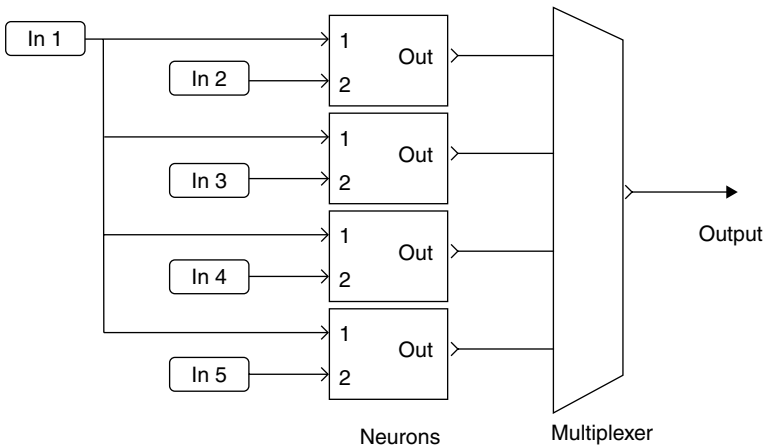 In 1
1
Out
In 2
2
1
Out
In 3
2
1
Out
In 4
2
Output
1
Out
In 5
2
Neurons
Multiplexer